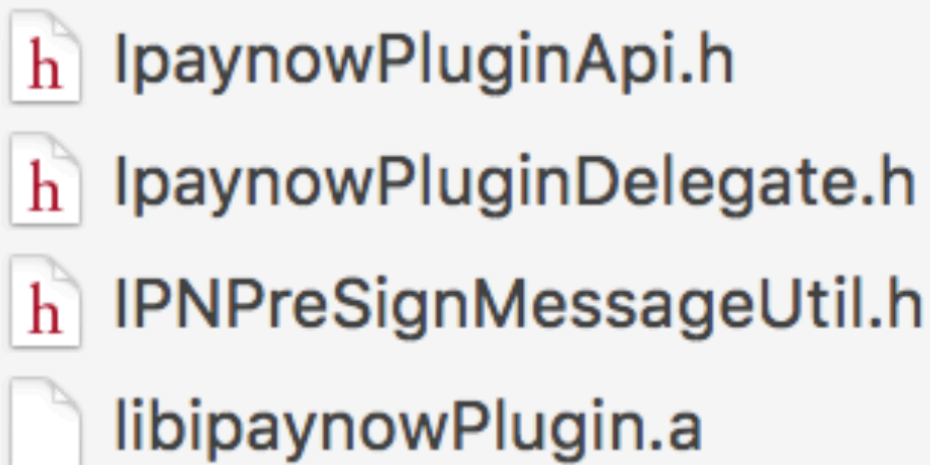 h IpaynowPluginApi.h
h IpaynowPluginDelegate.h
h IPNPreSignMessageUtil.h
libipaynowPlugin.a